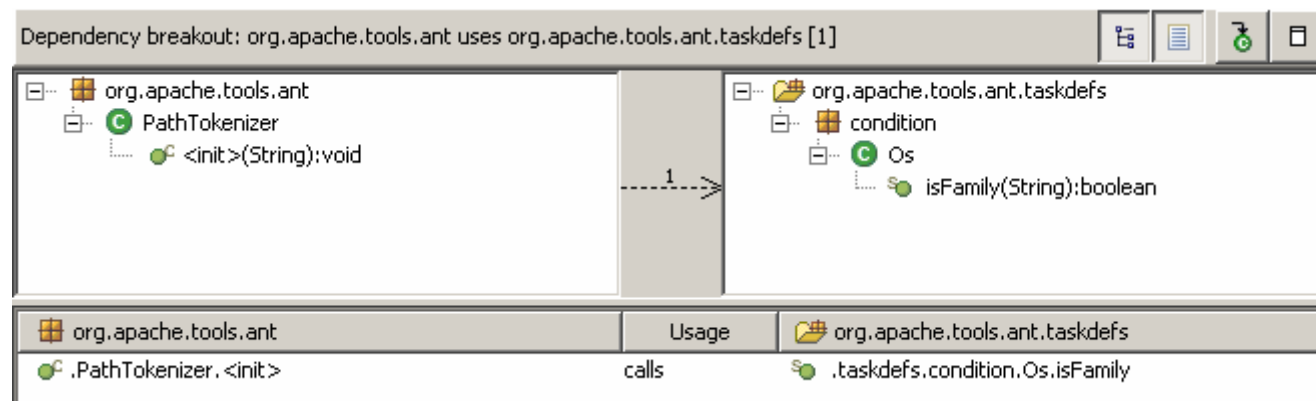 Dependency breakout: org.apache.tools.ant uses org.apache.tools.ant.taskdefs [1]
org.apache.tools.ant
PathTokenizer
<init>(String):void
1
org.apache.tools.ant.taskdefs
condition
Os
isFamily(String):boolean
org.apache.tools.ant Usage org.apache.tools.ant.taskdefs
.PathTokenizer.<init> calls .taskdefs.condition.Os.isFamily